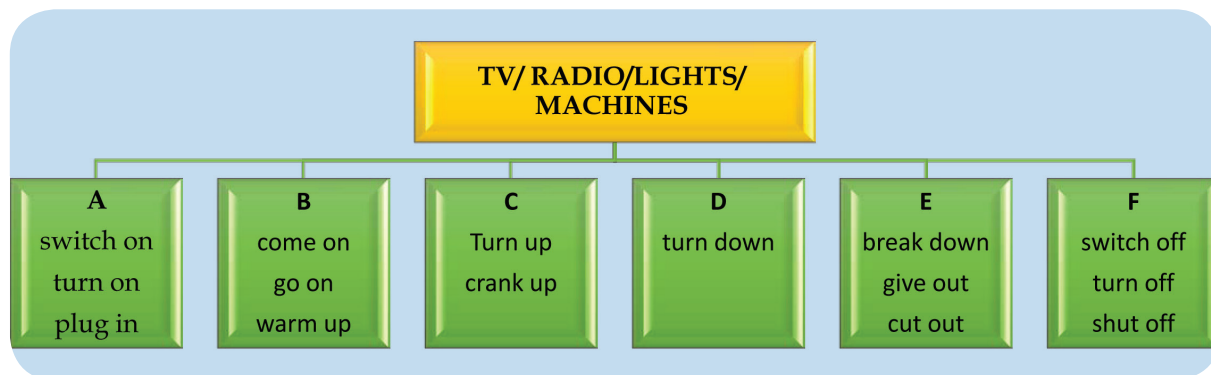 TV/ RADIO/LIGHTS/
MACHINES
A
switch on
turn on
plug in
B
come on
go on
warm up
C
Turn up
crank up
D
turn down
E
break down
give out
cut out
F
switch off
turn off
shut off